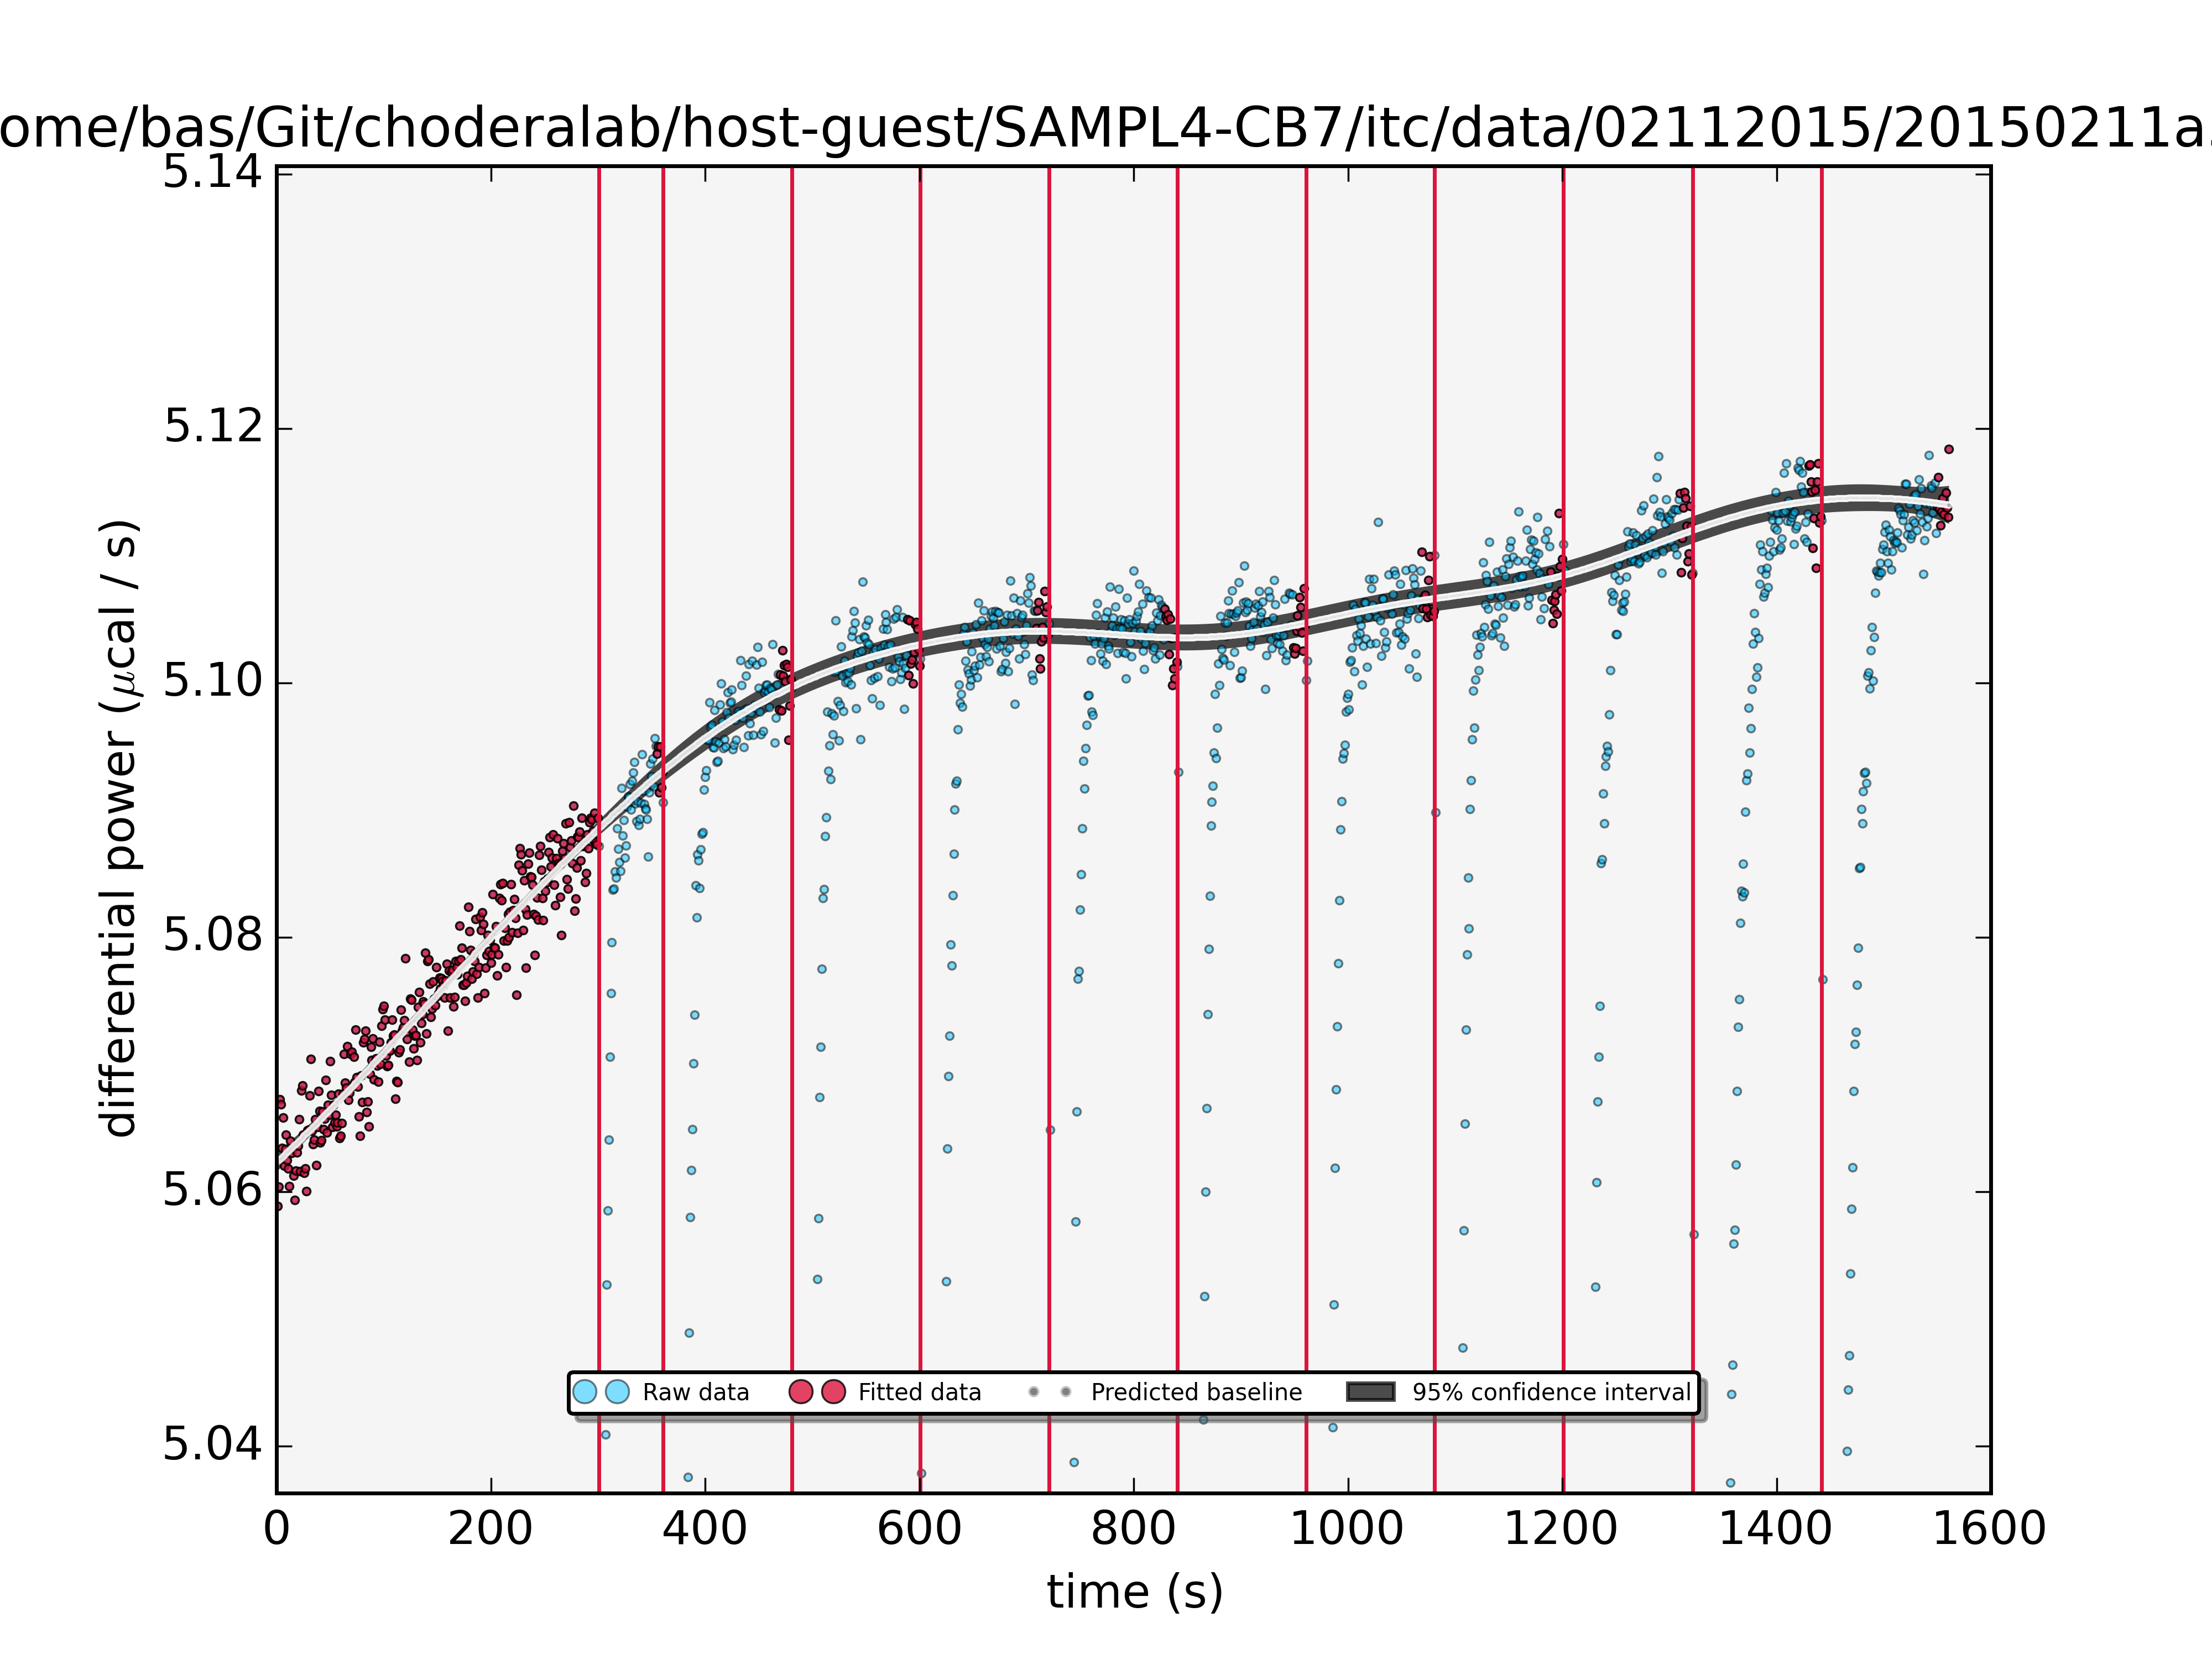 ome/bas/Git/choderalab/host-guest/SAMPL4-CB7/itc/data/02112015/20150211a
5.14
5.12
5.10
5.08
5.06
5.04
differential power (μcal / s)
Raw data Fitted data Predicted baseline 95% confidence interval
0 200 400 600 800 1000 1200 1400 1600
time (s)